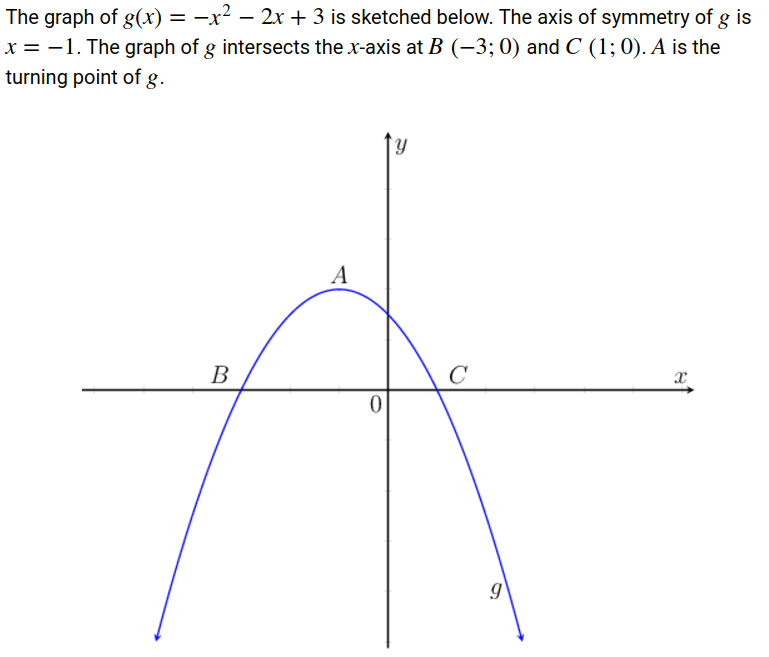 The graph of g(x) = −x² − 2x + 3 is sketched below. The axis of symmetry of g is
x = −1. The graph of g intersects the x-axis at B (−3; 0) and C (1; 0). A is the
turning point of g.
y
A
B
C
x
0
g